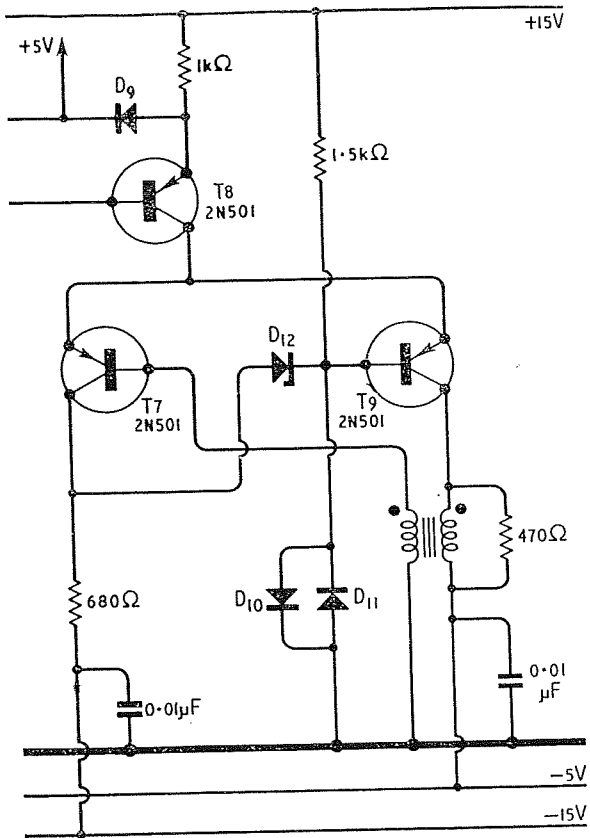 +15V
+5V
1kΩ
D9
1·5kΩ
T8
2N501
D12
T7
2N501
T9
2N501
470Ω
680Ω
D10
D11
0·01µF
0·01
µF
−5V
−15V